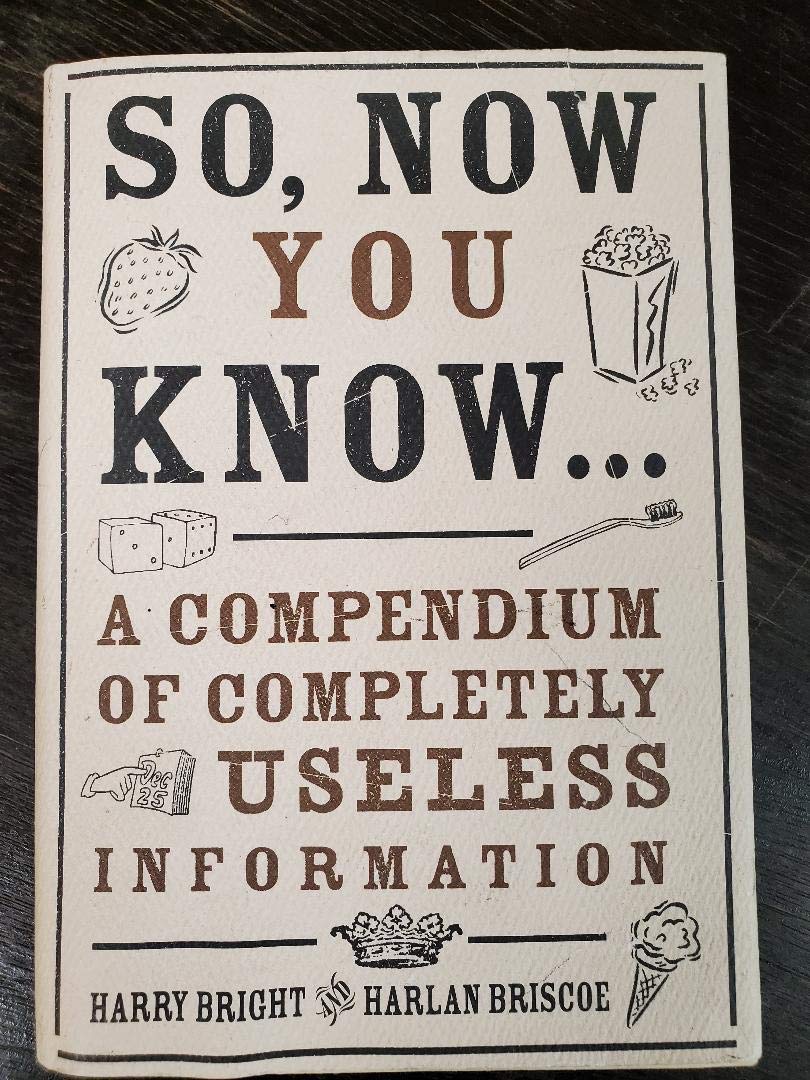 SO, NOW
YOU
KNOW...
A COMPENDIUM
OF COMPLETELY
Dec
25
USELESS
INFORMATION
HARRY BRIGHT AND HARLAN BRISCOE